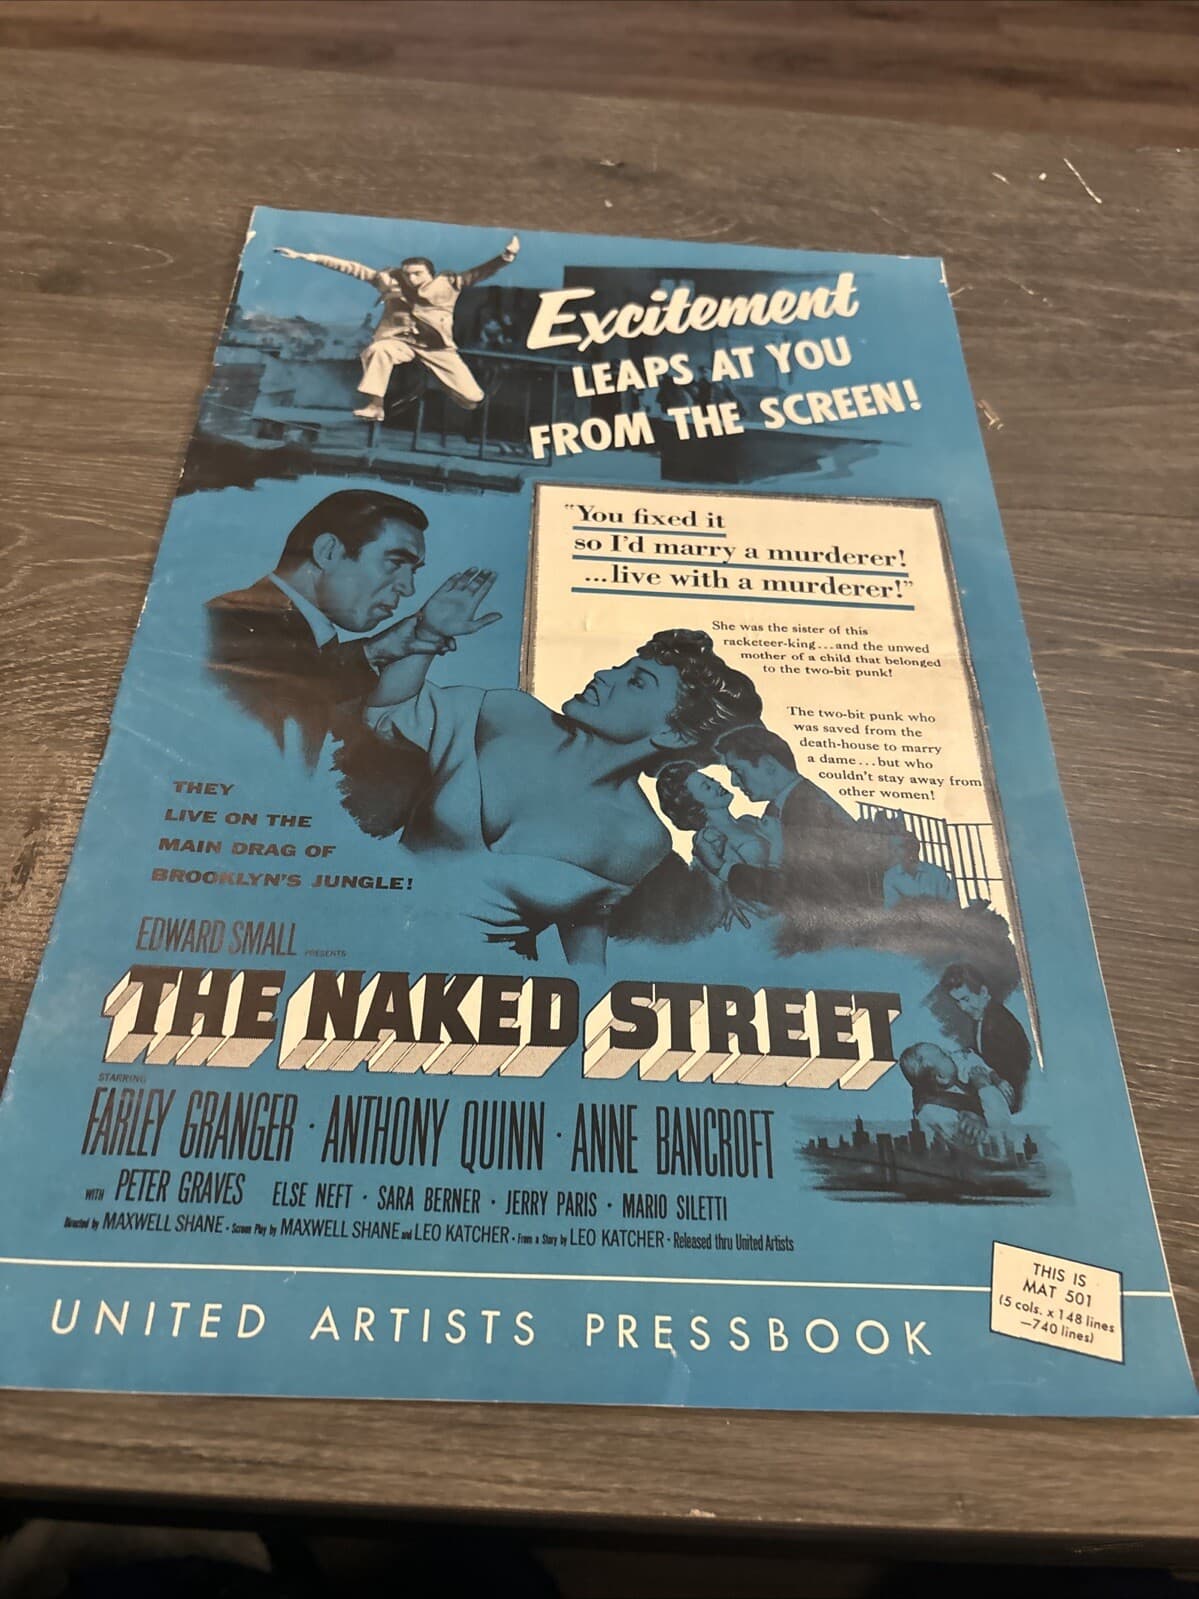 Excitement
LEAPS AT YOU
FROM THE SCREEN!
"You fixed it
so I'd marry a murderer!
...live with a murderer!"
She was the sister of this
racketeer-king...and the unwed
mother of a child that belonged
to the two-bit punk!
The two-bit punk who
was saved from the
death-house to marry
a dame...but who
couldn't stay away from
other women!
THEY
LIVE ON THE
MAIN DRAG OF
BROOKLYN'S JUNGLE!
EDWARD SMALL PRESENTS
THE NAKED STREET
STARRING
FARLEY GRANGER · ANTHONY QUINN · ANNE BANCROFT
WITH PETER GRAVES ELSE NEFT · SARA BERNER · JERRY PARIS · MARIO SILETTI
Directed by MAXWELL SHANE · Screen Play by MAXWELL SHANE and LEO KATCHER · From a Story by LEO KATCHER · Released thru United Artists
THIS IS
MAT 501
(5 cols. x 148 lines
—740 lines)
UNITED ARTISTS PRESSBOOK